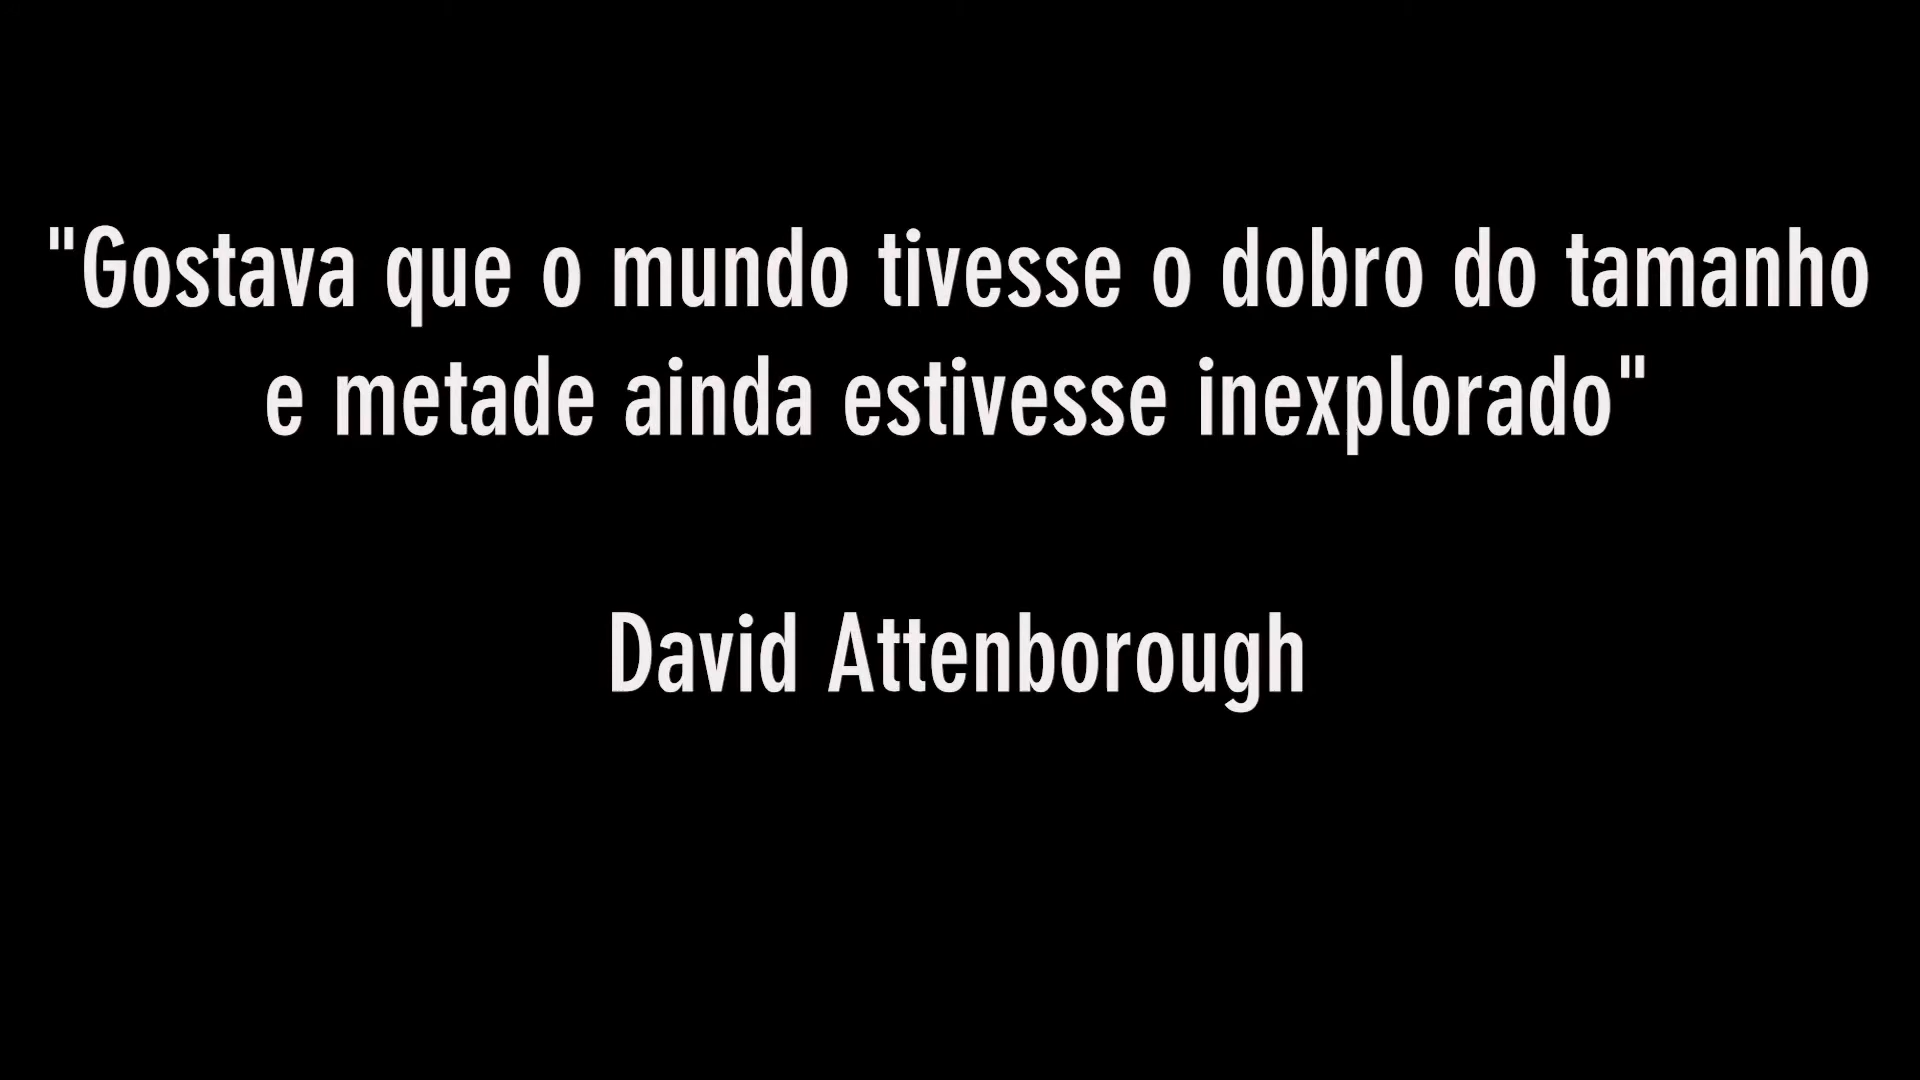 "Gostava que o mundo tivesse o dobro do tamanho
e metade ainda estivesse inexplorado"
David Attenborough